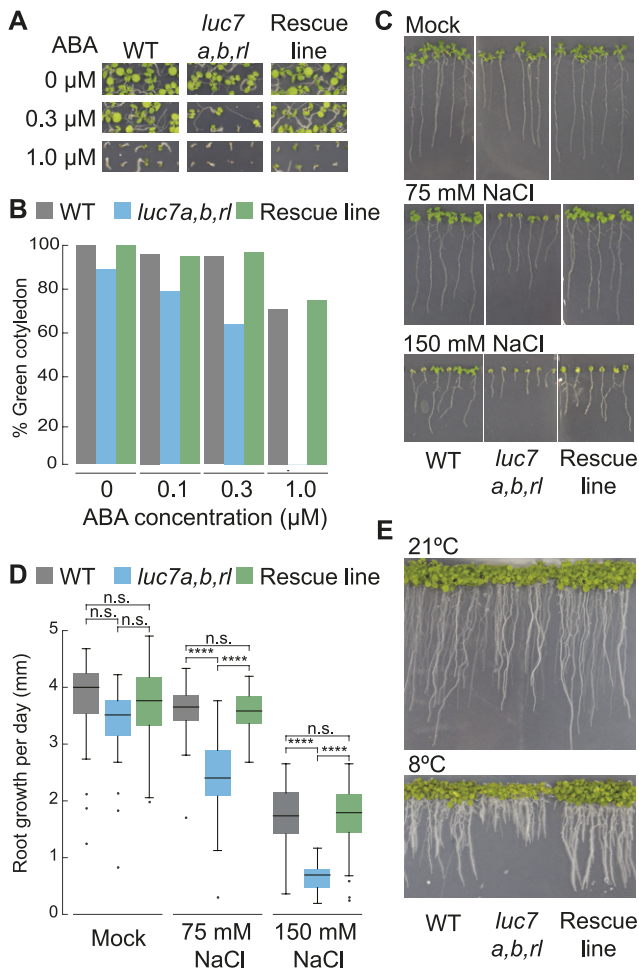 A
ABA
WT
luc7
a,b,rl
Rescue
line
0 µM
0.3 µM
1.0 µM
B
WT luc7a,b,rl Rescue line
% Green cotyledon
100
80
60
40
20
0
0 0.1 0.3 1.0
ABA concentration (µM)
C
Mock
75 mM NaCl
150 mM NaCl
WT
luc7
a,b,rl
Rescue
line
D
WT luc7a,b,rl Rescue line
Root growth per day (mm)
5
4
3
2
1
0
n.s.
n.s. n.s.
n.s.
**** ****
n.s.
**** ****
Mock
75 mM
NaCl
150 mM
NaCl
E
21ºC
8ºC
WT
luc7
a,b,rl
Rescue
line